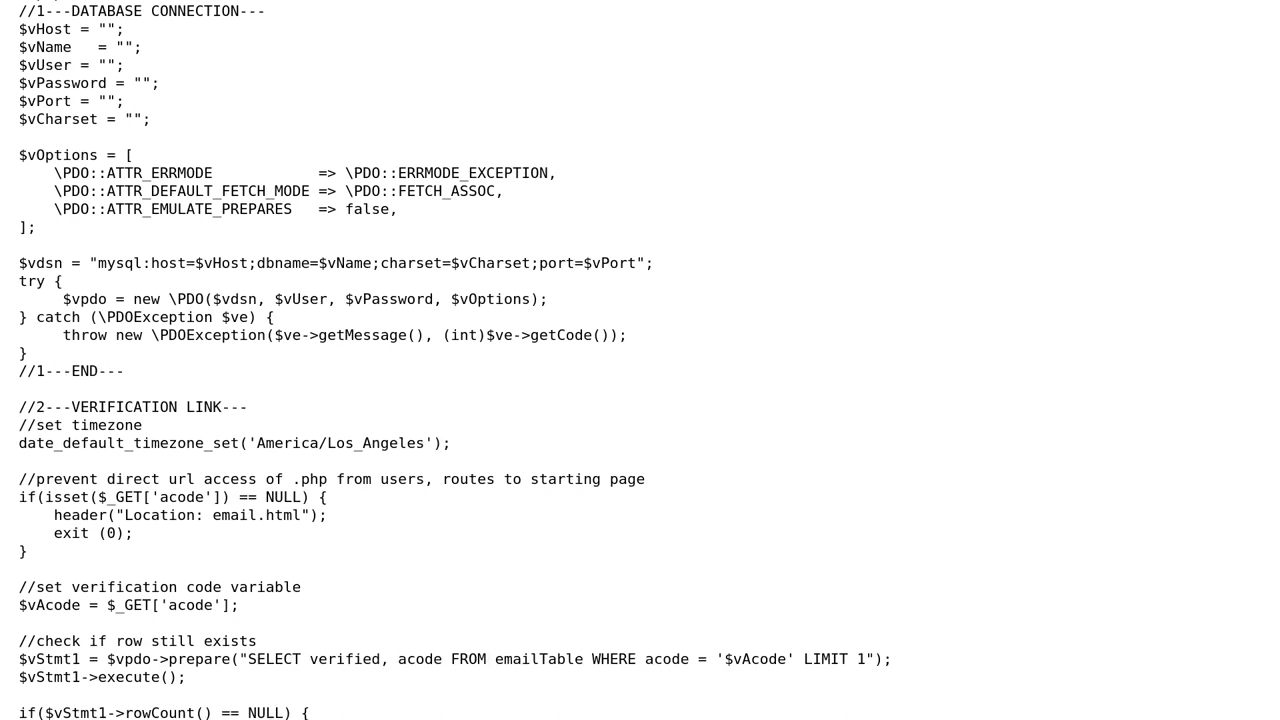 //1---DATABASE CONNECTION---
$vHost = "";
$vName   = "";
$vUser = "";
$vPassword = "";
$vPort = "";
$vCharset = "";

$vOptions = [
    \PDO::ATTR_ERRMODE            => \PDO::ERRMODE_EXCEPTION,
    \PDO::ATTR_DEFAULT_FETCH_MODE => \PDO::FETCH_ASSOC,
    \PDO::ATTR_EMULATE_PREPARES   => false,
];

$vdsn = "mysql:host=$vHost;dbname=$vName;charset=$vCharset;port=$vPort";
try {
     $vpdo = new \PDO($vdsn, $vUser, $vPassword, $vOptions);
} catch (\PDOException $ve) {
     throw new \PDOException($ve->getMessage(), (int)$ve->getCode());
}
//1---END---

//2---VERIFICATION LINK---
//set timezone
date_default_timezone_set('America/Los_Angeles');

//prevent direct url access of .php from users, routes to starting page
if(isset($_GET['acode']) == NULL) {
    header("Location: email.html");
    exit (0);
}

//set verification code variable
$vAcode = $_GET['acode'];

//check if row still exists
$vStmt1 = $vpdo->prepare("SELECT verified, acode FROM emailTable WHERE acode = '$vAcode' LIMIT 1");
$vStmt1->execute();

if($vStmt1->rowCount() == NULL) {